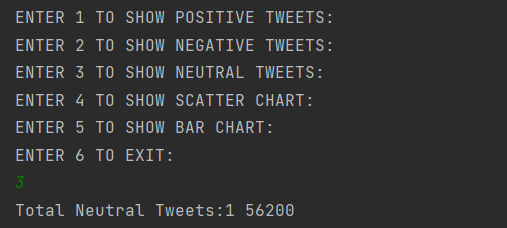 ENTER 1 TO SHOW POSITIVE TWEETS:
ENTER 2 TO SHOW NEGATIVE TWEETS:
ENTER 3 TO SHOW NEUTRAL TWEETS:
ENTER 4 TO SHOW SCATTER CHART:
ENTER 5 TO SHOW BAR CHART:
ENTER 6 TO EXIT:
3
Total Neutral Tweets:1 56200